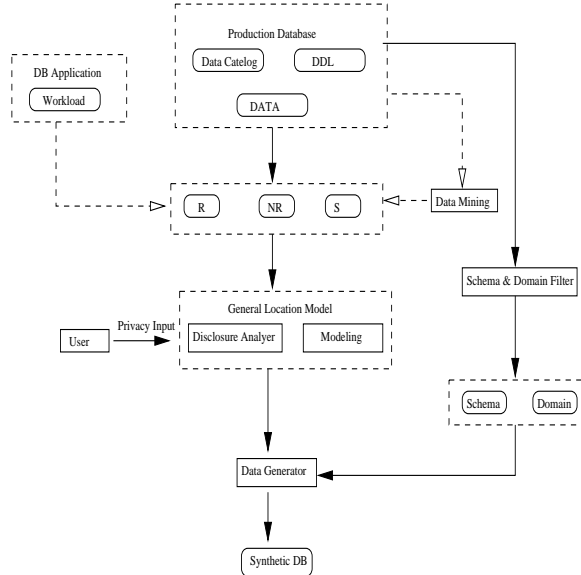 Production Database
Data Catelog
DDL
DB Application
Workload
DATA
R
NR
S
Data Mining
Schema & Domain Filter
General Location Model
Privacy Input
User
Disclosure Analyer
Modeling
Schema
Domain
Data Generator
Synthetic DB